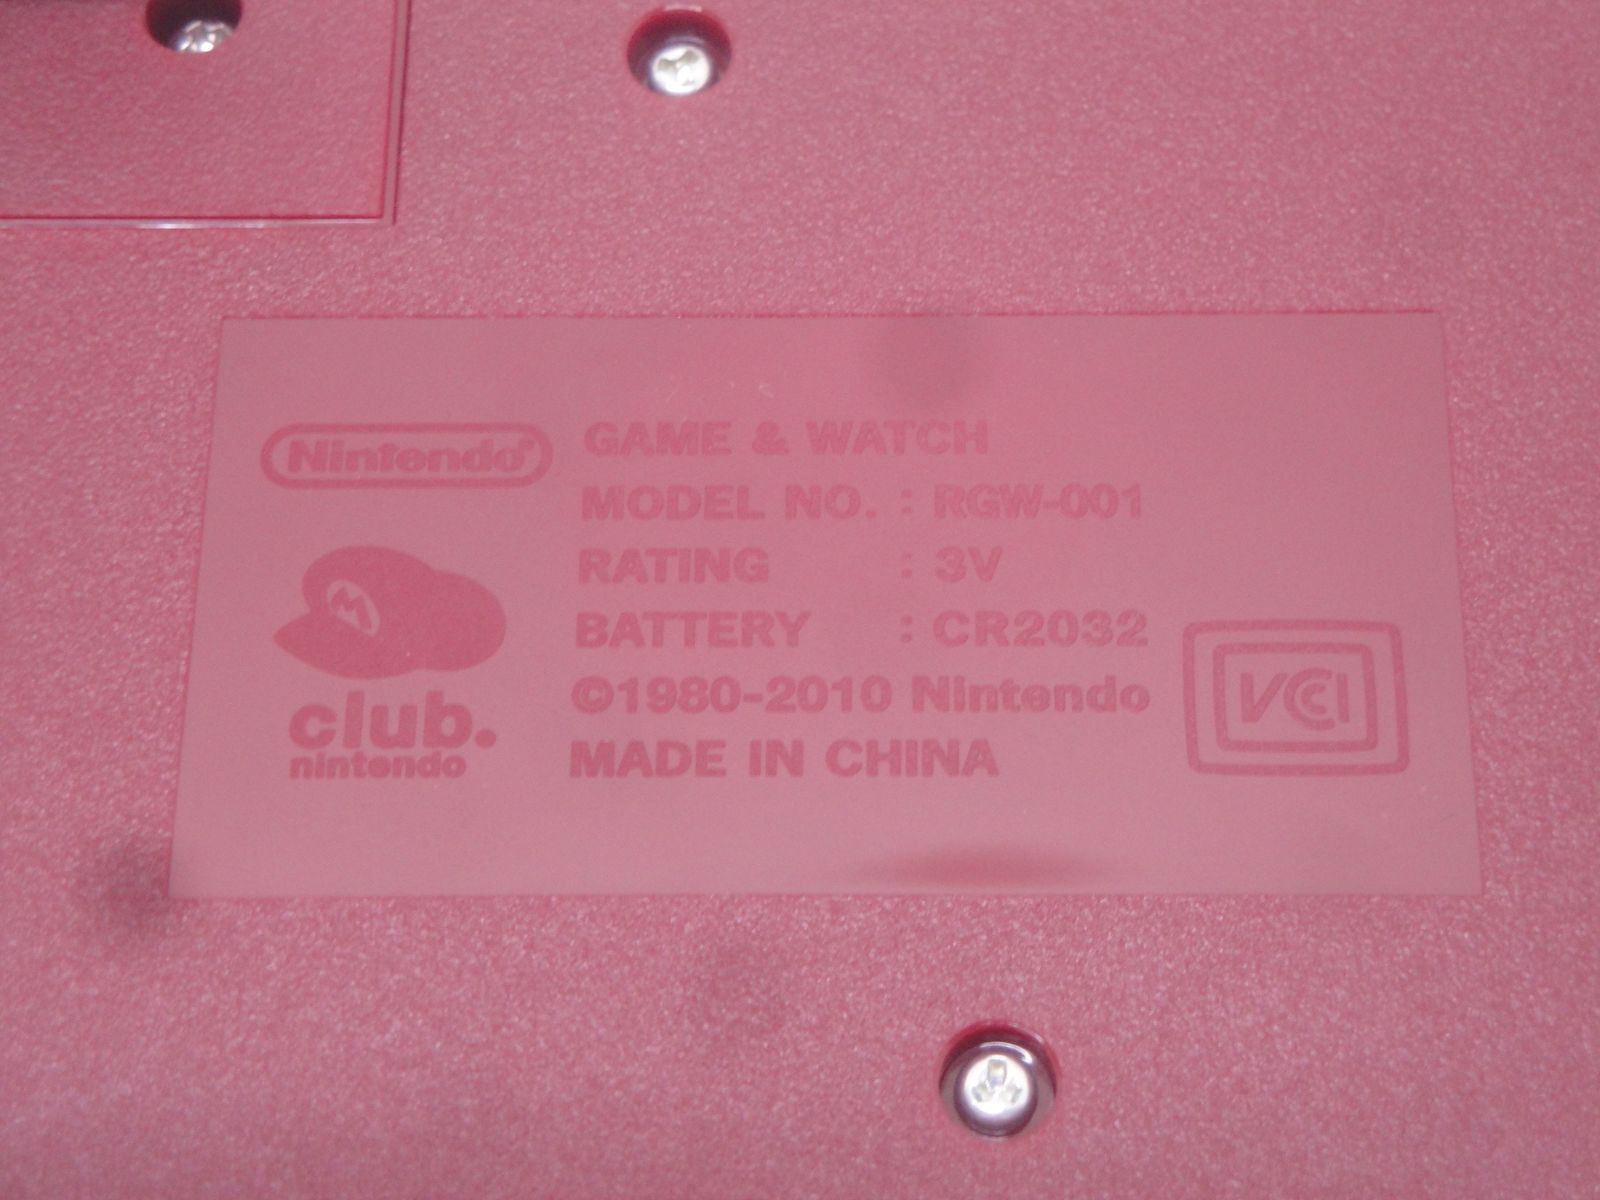 Nintendo®
GAME & WATCH
MODEL NO. : RGW-001
RATING : 3V
BATTERY : CR2032
©1980-2010 Nintendo
MADE IN CHINA
M
club.
nintendo
VCCI